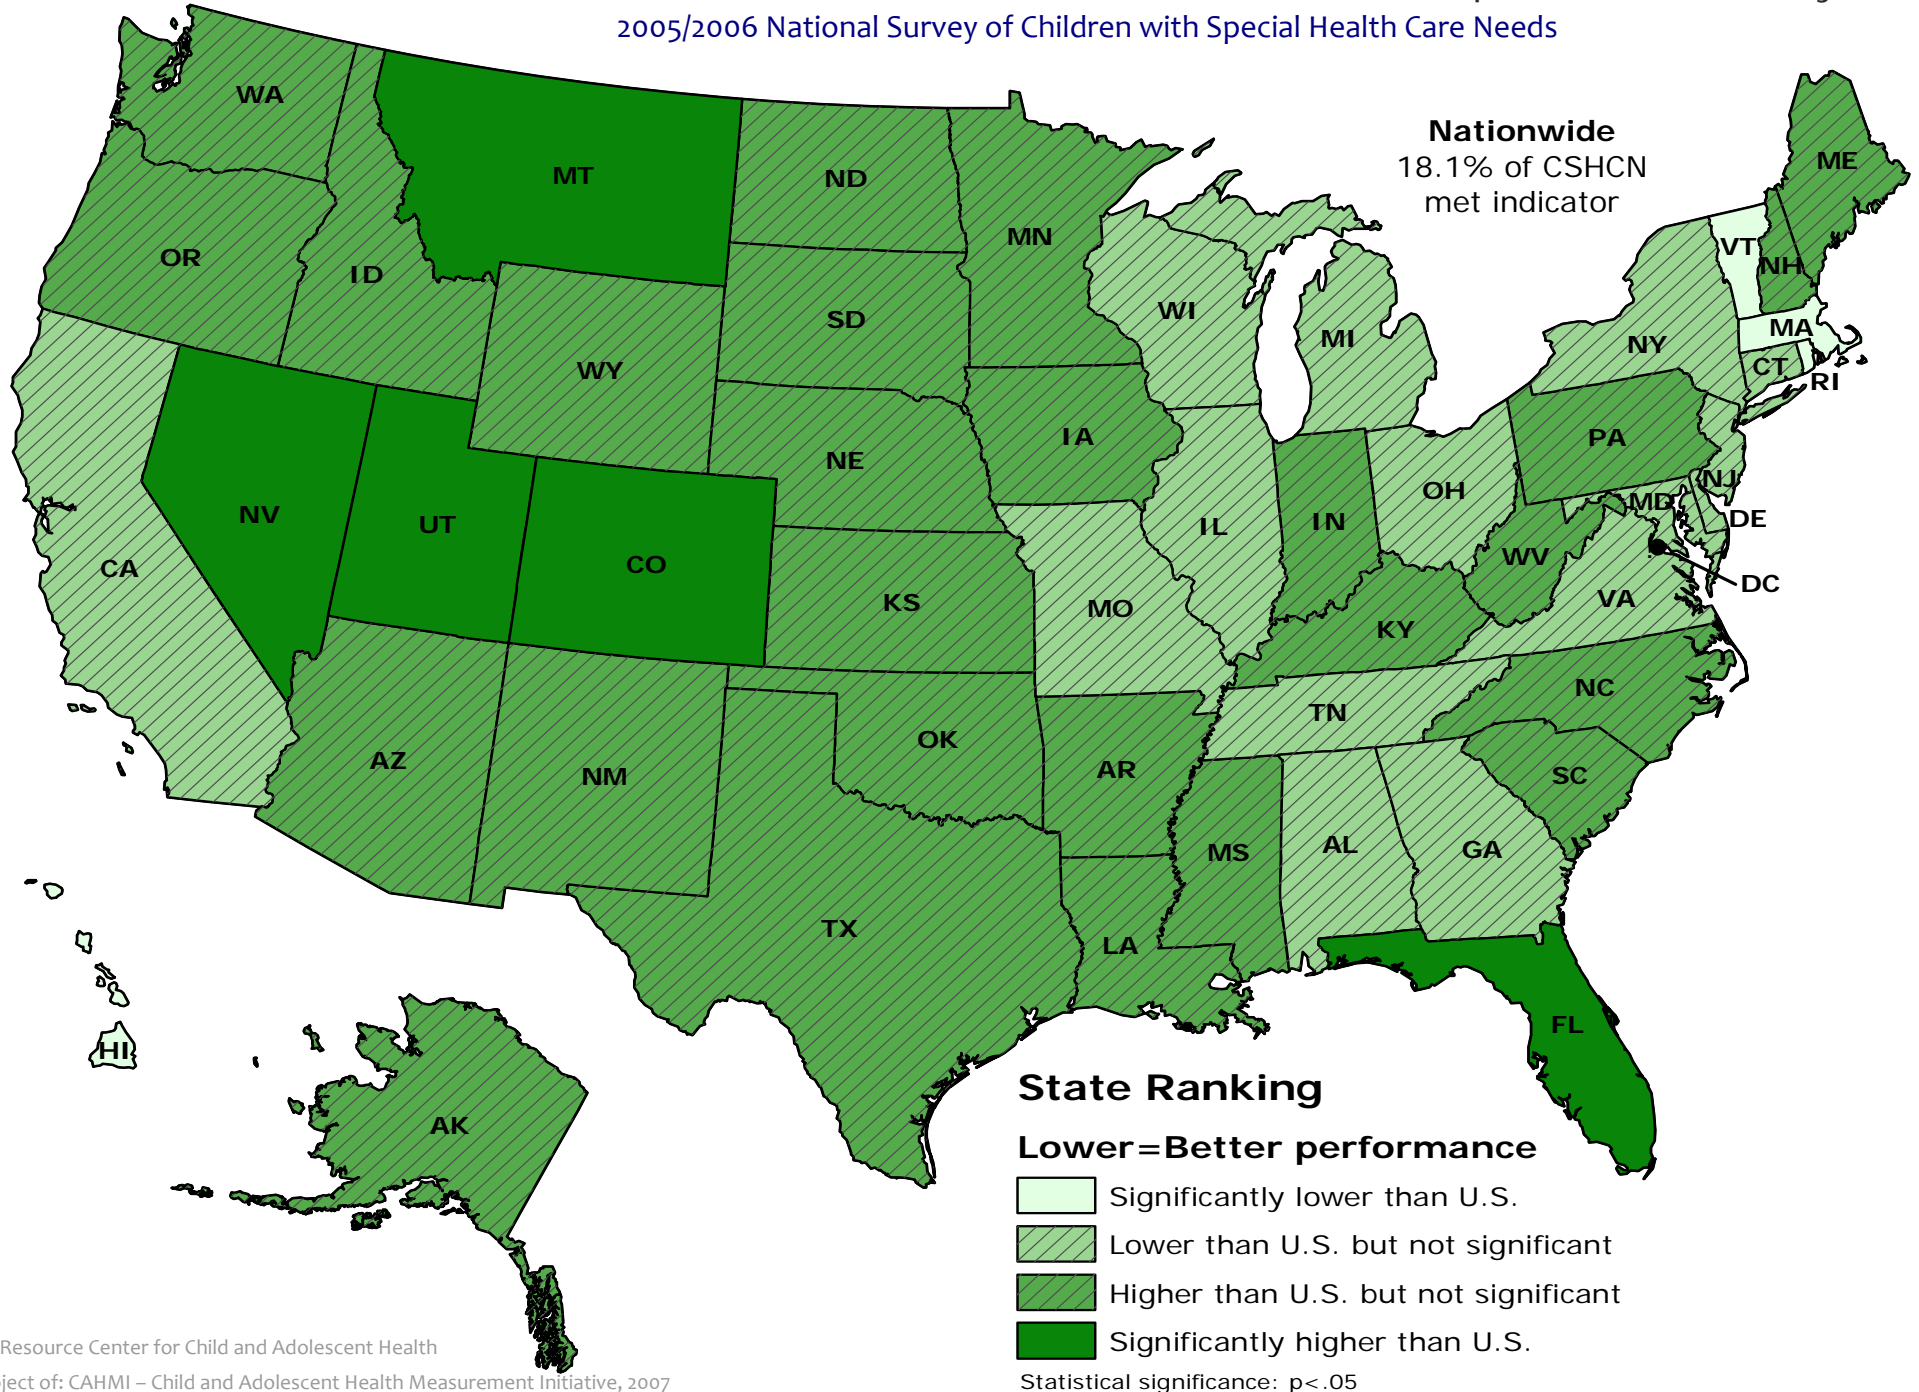 2005/2006 National Survey of Children with Special Health Care Needs
Nationwide
18.1% of CSHCN
met indicator
WA
MT
ND
MN
ME
OR
ID
VT
NH
SD
WI
MI
NY
MA
WY
CT
RI
IA
PA
NE
OH
NJ
NV
UT
IL
IN
MD
DE
CO
WV
CA
DC
KS
MO
VA
KY
NC
TN
OK
AZ
NM
AR
SC
MS
AL
GA
TX
LA
FL
HI
AK
State Ranking
Lower=Better performance
Significantly lower than U.S.
Lower than U.S. but not significant
Higher than U.S. but not significant
Significantly higher than U.S.
Statistical significance: p<.05
Resource Center for Child and Adolescent Health
ject of: CAHMI – Child and Adolescent Health Measurement Initiative, 2007